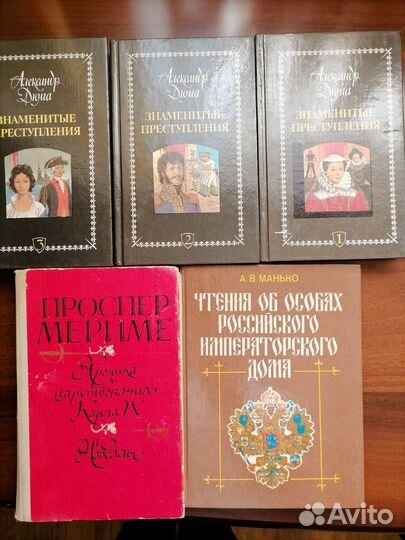 Александр
Дюма
ЗНАМЕНИТЫЕ
ПРЕСТУПЛЕНИЯ
3
Александр
Дюма
ЗНАМЕНИТЫЕ
ПРЕСТУПЛЕНИЯ
2
Александр
Дюма
ЗНАМЕНИТЫЕ
ПРЕСТУПЛЕНИЯ
1
ПРОСПЕР
МЕРИМЕ
Хроника
царствования
Карла IX
Новеллы
А.В.МАНЬКО
ЧТЕНИЯ ОБ ОСОБАХ
РОССИЙСКОГО
ИМПЕРАТОРСКОГО
ДОМА
Avito